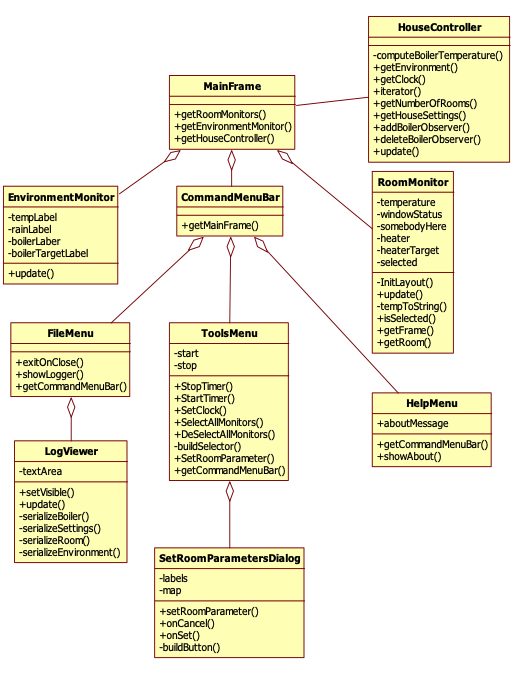 HouseController
-computeBoilerTemperature()
+getEnvironment()
+getClock()
+iterator()
+getNumberOfRooms()
+getHouseSettings()
+addBoilerObserver()
+deleteBoilerObserver()
+update()
MainFrame
+getRoomMonitors()
+getEnvironmentMonitor()
+getHouseController()
EnvironmentMonitor
-tempLabel
-rainLabel
-boilerLaber
-boilerTargetLabel
+update()
CommandMenuBar
+getMainFrame()
RoomMonitor
-temperature
-windowStatus
-somebodyHere
-heater
-heaterTarget
-selected
-InitLayout()
+update()
-tempToString()
+isSelected()
+getFrame()
+getRoom()
FileMenu
+exitOnClose()
+showLogger()
+getCommandMenuBar()
ToolsMenu
-start
-stop
+StopTimer()
+StartTimer()
+SetClock()
+SelectAllMonitors()
+DeSelectAllMonitors()
-buildSelector()
+SetRoomParameter()
+getCommandMenuBar()
HelpMenu
+aboutMessage
+getCommandMenuBar()
+showAbout()
LogViewer
-textArea
+setVisible()
+update()
-serializeBoiler()
-serializeSettings()
-serializeRoom()
-serializeEnvironment()
SetRoomParametersDialog
-labels
-map
+setRoomParameter()
+onCancel()
+onSet()
-buildButton()